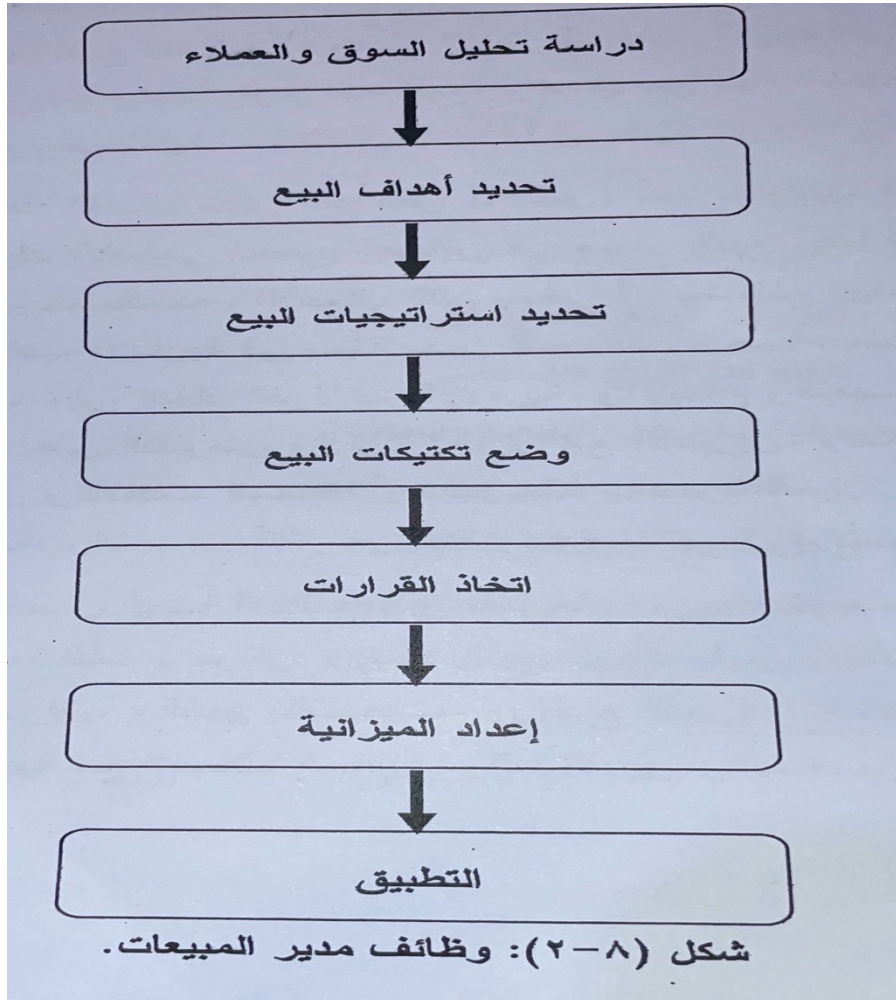 دراسة تحليل السوق والعملاء
تحديد أهداف البيع
تحديد استراتيجيات البيع
وضع تكتيكات البيع
اتخاذ القرارات
إعداد الميزانية
التطبيق
شكل (٨-٢): وظائف مدير المبيعات.